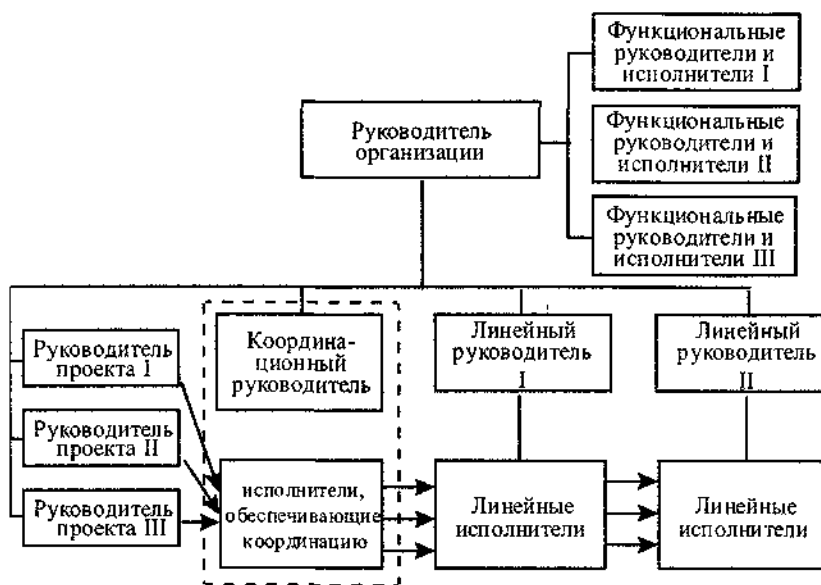 Функциональные
руководители и
исполнители I
Руководитель
организации
Функциональные
руководители и
исполнители II
Функциональные
руководители и
исполнители III
Руководитель
проекта I
Руководитель
проекта II
Руководитель
проекта III
Координа-
ционный
руководитель
исполнители,
обеспечивающие
координацию
Линейный
руководитель
I
Линейные
исполнители
Линейный
руководитель
II
Линейные
исполнители